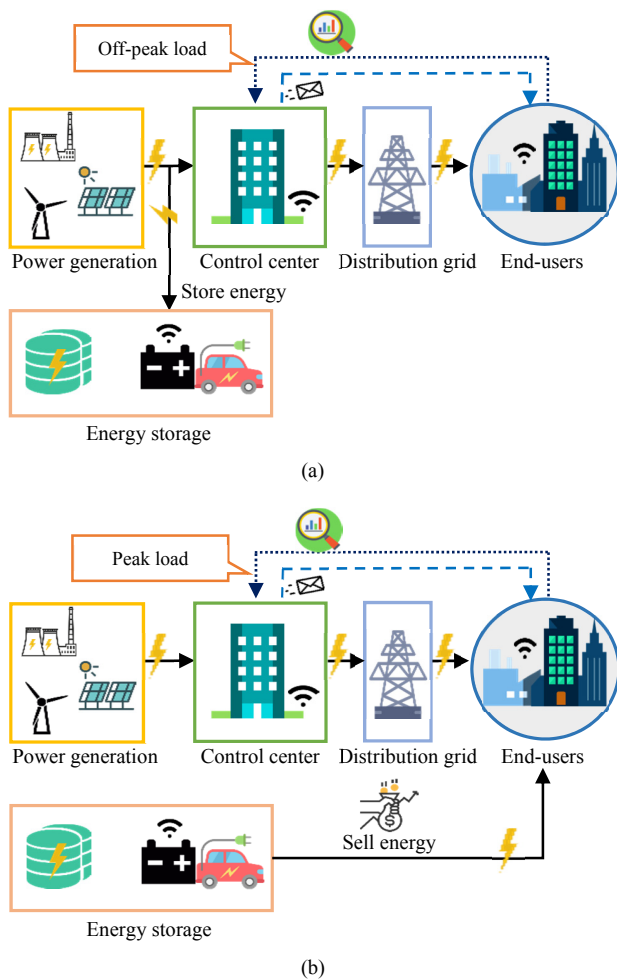 Off-peak load
Power generation
Control center
Distribution grid
End-users
Store energy
Energy storage
(a)
Peak load
Power generation
Control center
Distribution grid
End-users
Sell energy
Energy storage
(b)